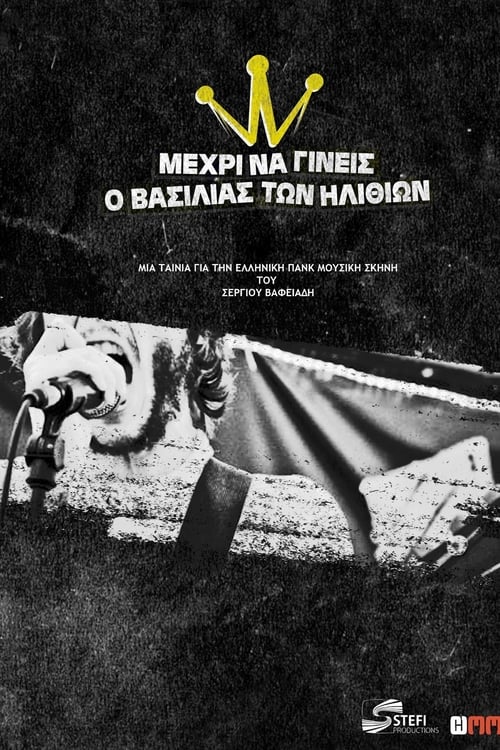 ΜΕΧΡΙ ΝΑ ΓΙΝΕΙΣ
Ο ΒΑΣΙΛΙΑΣ ΤΩΝ ΗΛΙΘΙΩΝ
ΜΙΑ ΤΑΙΝΙΑ ΓΙΑ ΤΗΝ ΕΛΛΗΝΙΚΗ ΠΑΝΚ ΜΟΥΣΙΚΗ ΣΚΗΝΗ
ΤΟΥ
ΣΕΡΓΙΟΥ ΒΑΦΕΙΑΔΗ
STEFI
PRODUCTIONS